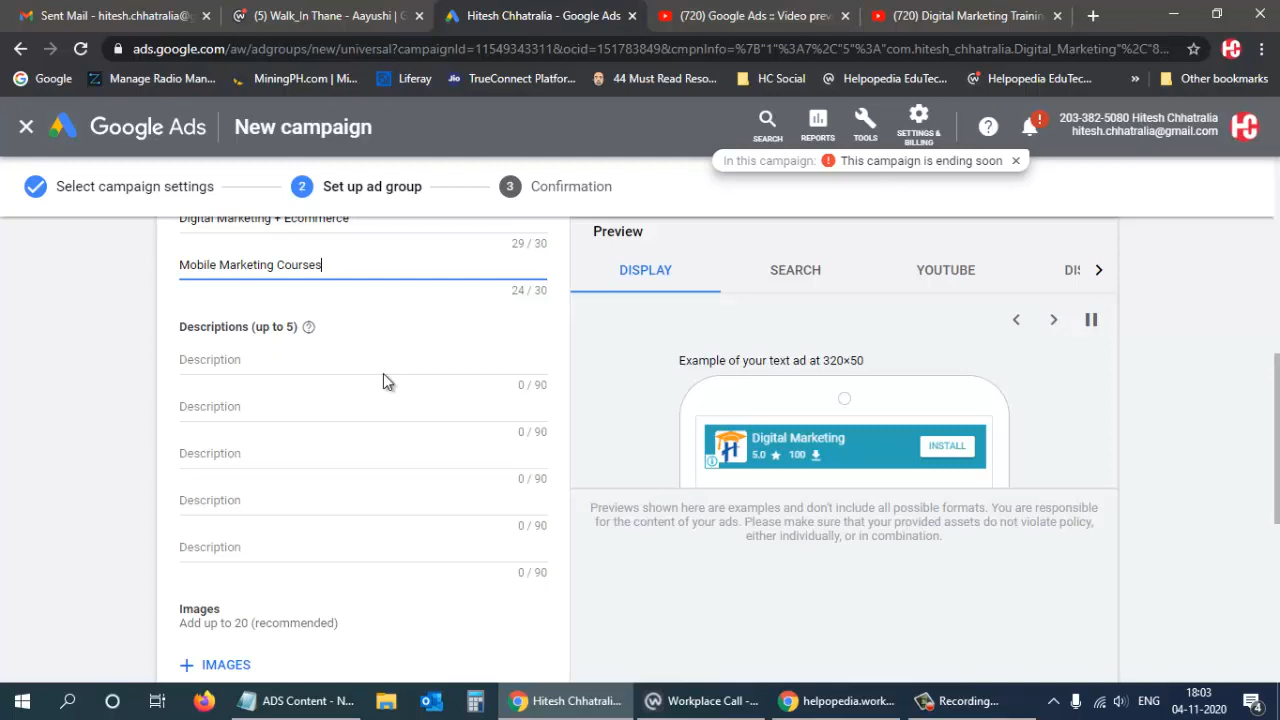 Sent Mail - hitesh.chhatralia@
(5) Walk_In Thane - Aayushi | G
Hitesh Chhatralia - Google Ads
(720) Google Ads :: Video prev
(720) Digital Marketing Trainin
ads.google.com/aw/adgroups/new/universal?campaignId=11549343311&ocid=151783849&cmpnInfo=%7B"1"%3A7%2C"5"%3A"com.hitesh_chhatralia.Digital_Marketing"%2C"8...
Google
Manage Radio Man...
MiningPH.com | Mi...
Liferay
TrueConnect Platfor...
44 Must Read Reso...
HC Social
Helpopedia EduTec...
Helpopedia EduTec...
Other bookmarks
Google Ads
New campaign
SEARCH
REPORTS
TOOLS
SETTINGS & BILLING
203-382-5080 Hitesh Chhatralia
hitesh.chhatralia@gmail.com
In this campaign: This campaign is ending soon
Select campaign settings
2 Set up ad group
3 Confirmation
Digital Marketing + Ecommerce
29 / 30
Mobile Marketing Courses
24 / 30
Descriptions (up to 5)
Description
0 / 90
Description
0 / 90
Description
0 / 90
Description
0 / 90
Description
0 / 90
Images
Add up to 20 (recommended)
IMAGES
Preview
DISPLAY SEARCH YOUTUBE
Example of your text ad at 320×50
Digital Marketing
5.0 ★ 100
INSTALL
Previews shown here are examples and don't include all possible formats. You are responsible
for the content of your ads. Please make sure that your provided assets do not violate policy,
either individually, or in combination.
ADS Content - N...
Hitesh Chhatrali...
Workplace Call -...
helpopedia.work...
Recording...
ENG
18:03
04-11-2020
4